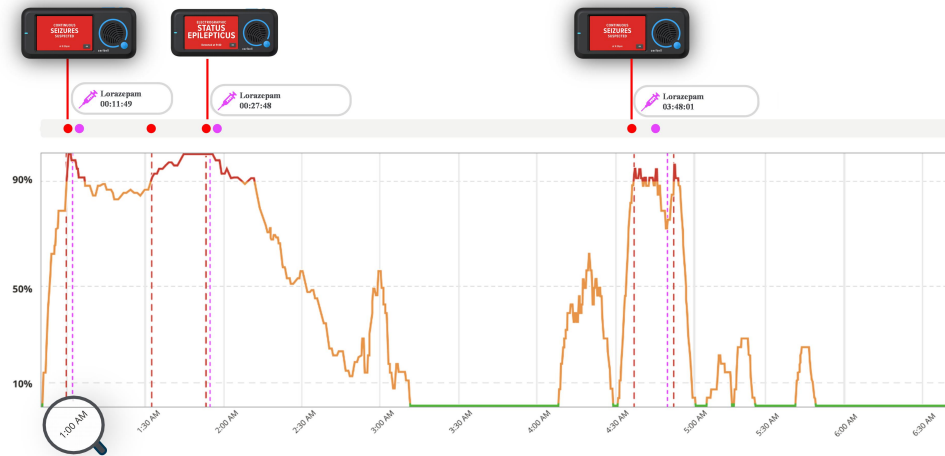 CONTINUOUS
SEIZURES
SUSPECTED
ELECTROGRAPHIC
STATUS
EPILEPTICUS
CONTINUOUS
SEIZURES
SUSPECTED
Lorazepam
00:11:49
Lorazepam
00:27:48
Lorazepam
03:48:01
90%
50%
10%
1:00 AM
1:30 AM
2:00 AM
2:30 AM
3:00 AM
3:30 AM
4:00 AM
4:30 AM
5:00 AM
5:30 AM
6:00 AM
6:30 AM